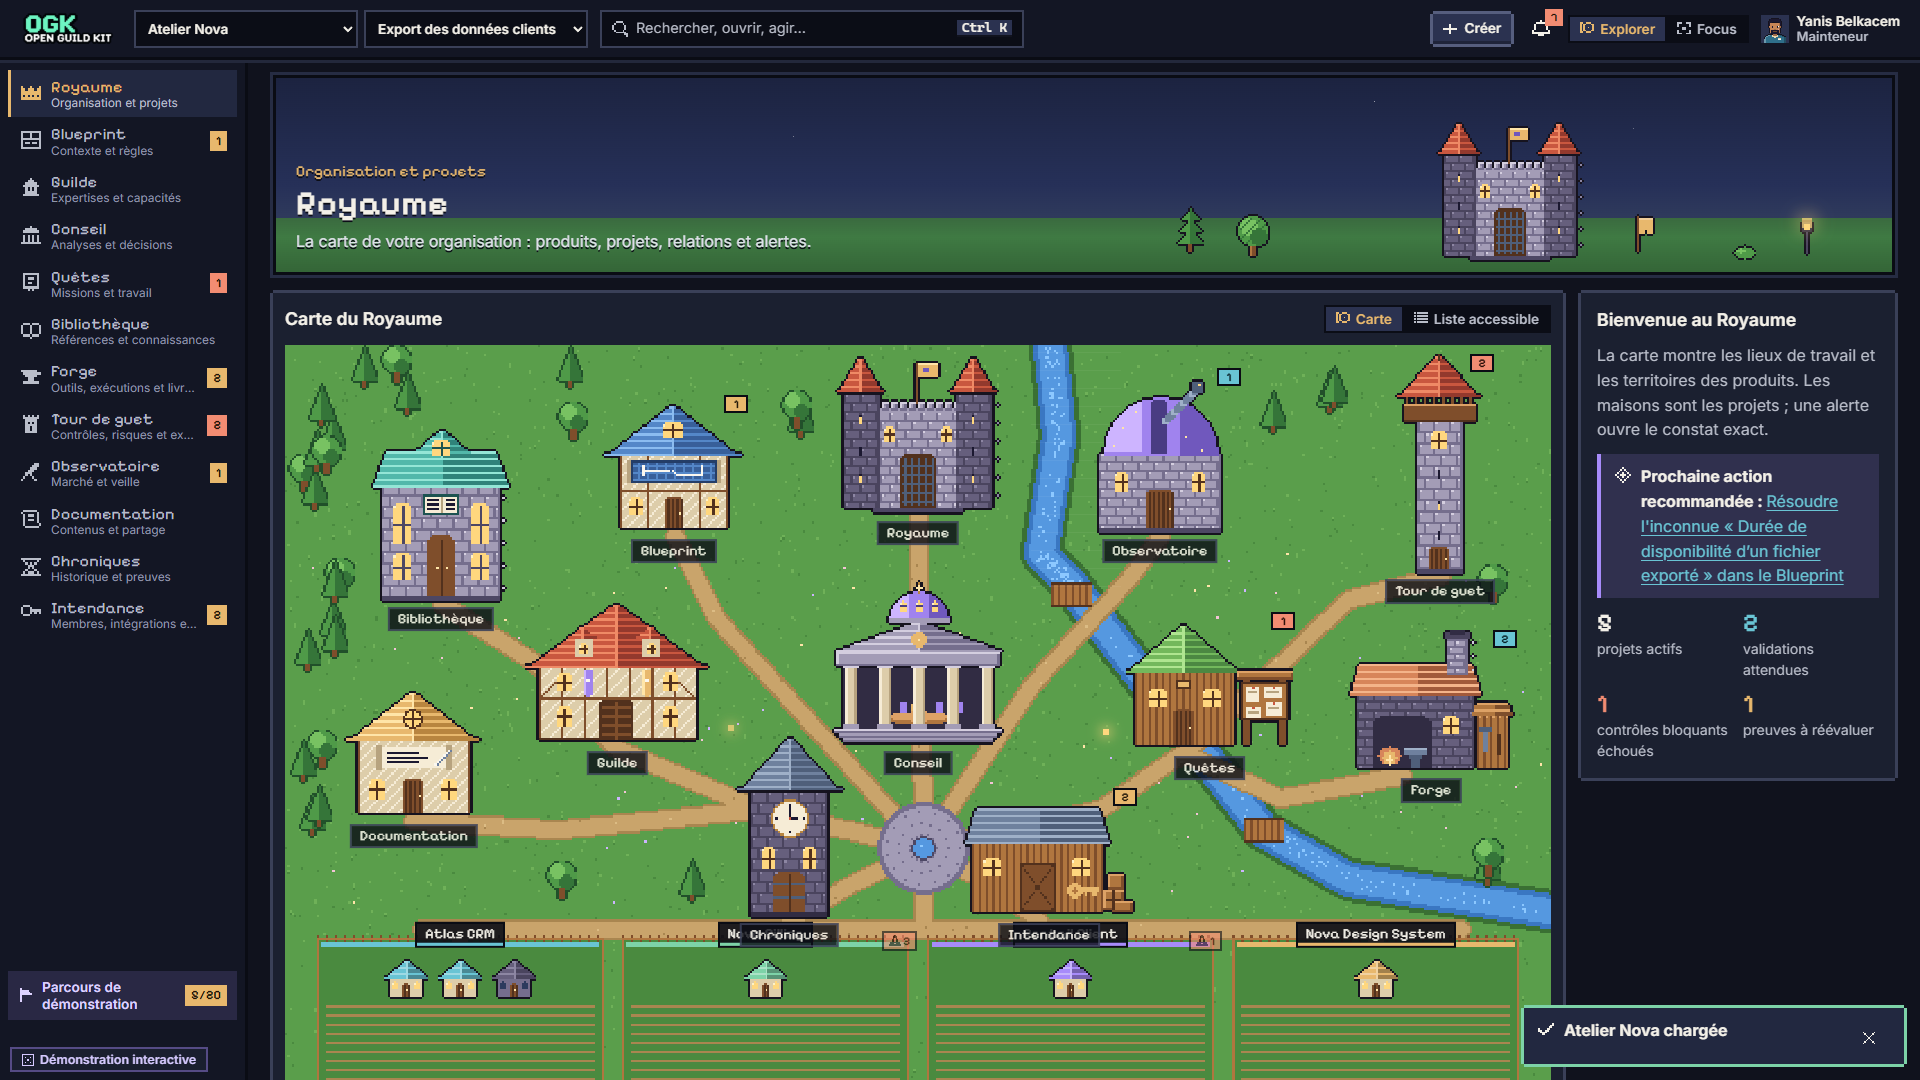 OGK
OPEN GUILD KIT
Atelier Nova
Export des données clients
Rechercher, ouvrir, agir...
Ctrl K
Créer
1
Explorer
Focus
Yanis Belkacem
Mainteneur
Royaume
Organisation et projets
Blueprint
Contexte et règles
1
Guilde
Expertises et capacités
Conseil
Analyses et décisions
Quêtes
Missions et travail
1
Bibliothèque
Références et connaissances
Forge
Outils, exécutions et livr...
2
Tour de guet
Contrôles, risques et ex...
2
Observatoire
Marché et veille
1
Documentation
Contenus et partage
Chroniques
Historique et preuves
Intendance
Membres, intégrations e...
2
Parcours de
démonstration
Démonstration interactive
Organisation et projets
Royaume
La carte de votre organisation : produits, projets, relations et alertes.
Carte du Royaume
Carte
Liste accessible
1
1
2
Royaume
Blueprint
Observatoire
Tour de guet
Bibliothèque
1
2
Guilde
Conseil
Quêtes
Forge
2
Documentation
Chroniques
Intendance
Atlas CRM
Nova Design System
1
Bienvenue au Royaume
La carte montre les lieux de travail et
les territoires des produits. Les
maisons sont les projets ; une alerte
ouvre le constat exact.
Prochaine action
recommandée : Résoudre
l'inconnue « Durée de
disponibilité d'un fichier
exporté » dans le Blueprint
projets actifs
2
validations
attendues
1
contrôles bloquants
échoués
1
preuves à réévaluer
Atelier Nova chargée